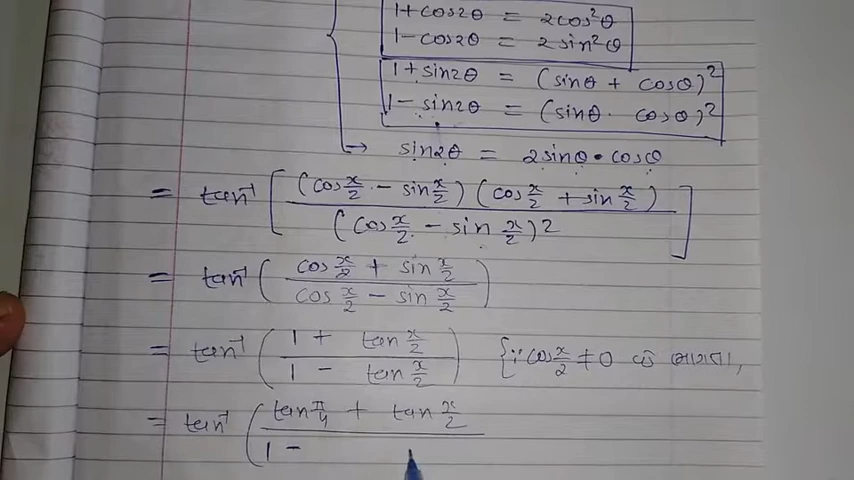 1+cos2θ = 2cos²θ
1-cos2θ = 2sin²θ
1+sin2θ = (sinθ + cosθ)²
1-sin2θ = (sinθ - cosθ)²
→ sin2θ = 2sinθ•cosθ
= tan⁻¹ [ (cos x/2 - sin x/2) (cos x/2 + sin x/2) / (cos x/2 - sin x/2)2 ]
= tan⁻¹ ( cos x/2 + sin x/2 / cos x/2 - sin x/2 )
= tan⁻¹ ( 1 + tan x/2 / 1 - tan x/2 ) {∵ cos x/2 ≠ 0
= tan⁻¹ ( tan π/4 + tan x/2 / 1 -